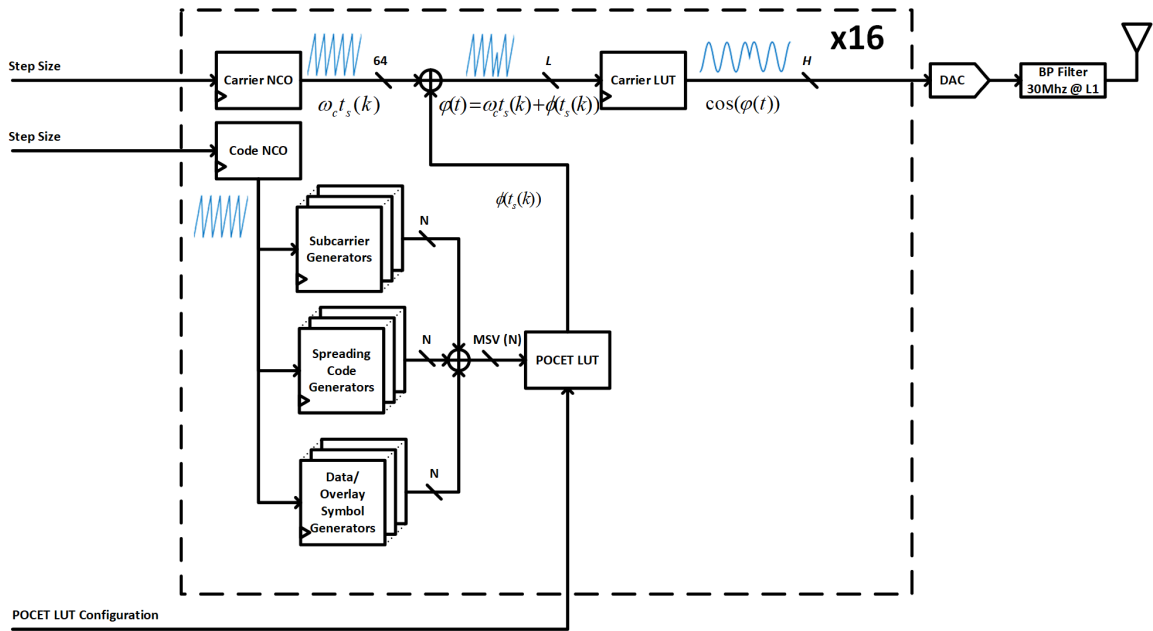 x16
Step Size
Carrier NCO
64
L
Carrier LUT
H
DAC
BP Filter
30Mhz @ L1
ω_c t_s(k)
φ(t)=ω_c t_s(k)+ϕ(t_s(k))
cos(φ(t))
Step Size
Code NCO
ϕ(t_s(k))
Subcarrier
Generators
N
Spreading
Code
Generators
N
MSV (N)
POCET LUT
Data/
Overlay
Symbol
Generators
N
POCET LUT Configuration